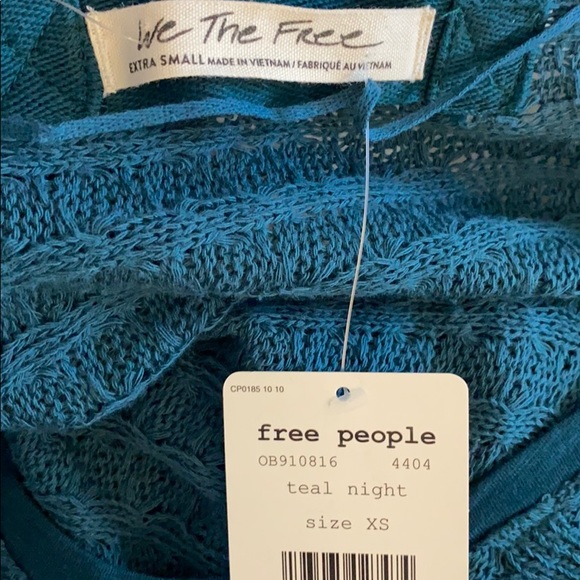 We The Free
EXTRA SMALL MADE IN VIETNAM / FABRIQUÉ AU VIETNAM
CP0185 10 10
free people
OB910816 4404
teal night
size XS